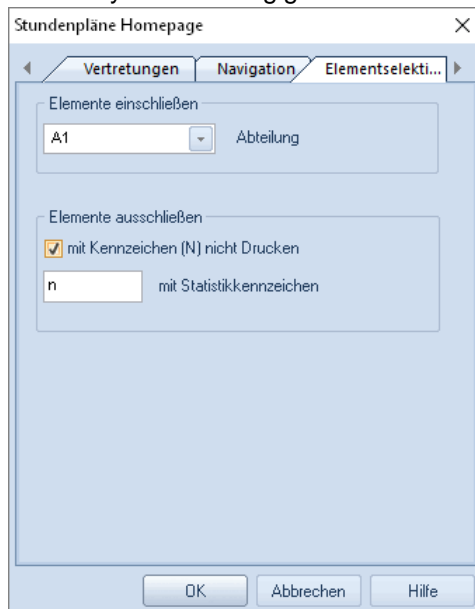 Stundenpläne Homepage
Vertretungen Navigation Elementselekti...
Elemente einschließen
A1 Abteilung
Elemente ausschließen
mit Kennzeichen (N) nicht Drucken
n mit Statistikkennzeichen
OK Abbrechen Hilfe